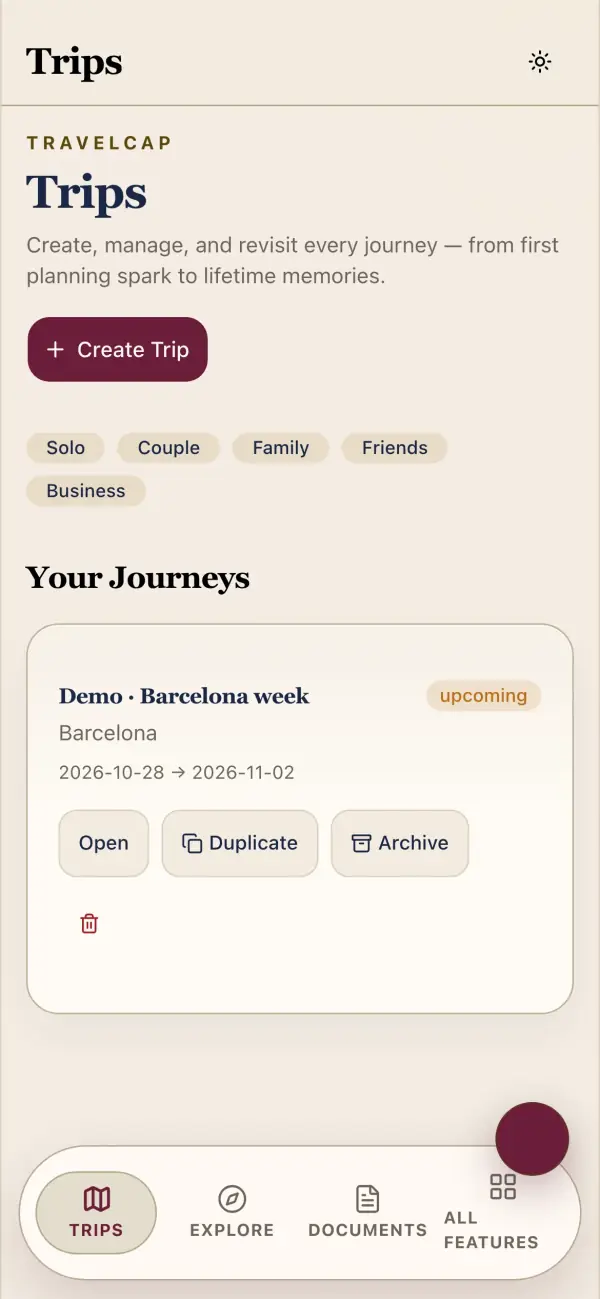 Trips
TRAVELCAP
Trips
Create, manage, and revisit every journey — from first
planning spark to lifetime memories.
+ Create Trip
Solo Couple Family Friends
Business
Your Journeys
Demo · Barcelona week upcoming
Barcelona
2026-10-28 → 2026-11-02
Open Duplicate Archive
TRIPS EXPLORE DOCUMENTS ALL
FEATURES